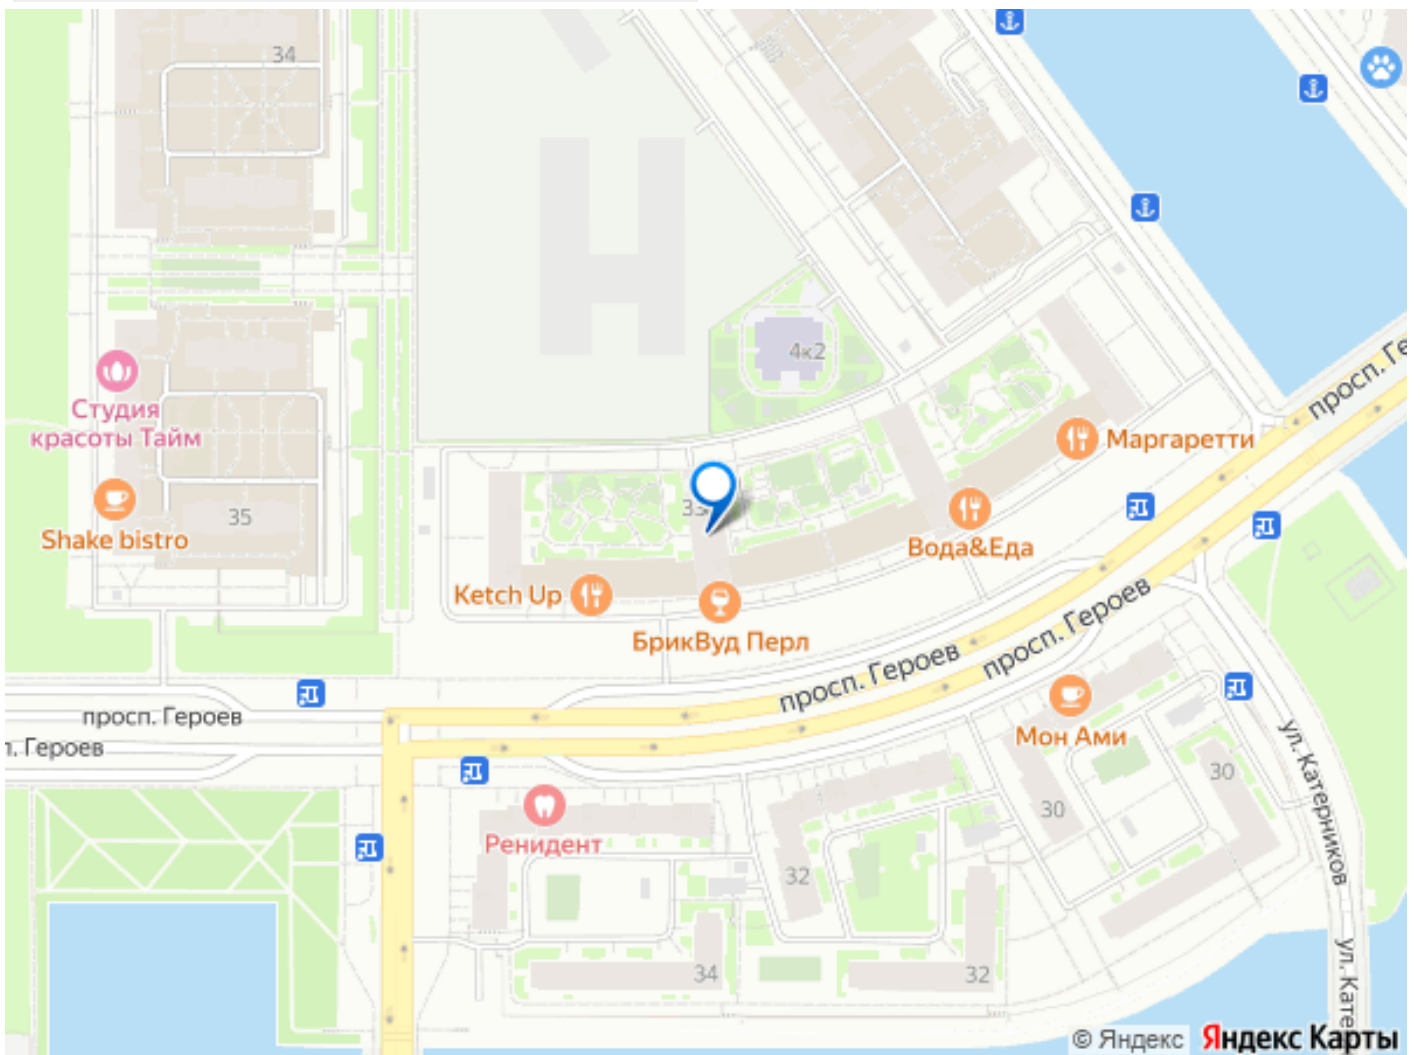 34
4к2
Студия
красоты Тайм
35
Shake bistro
Маргаретти
просп. Ге
Вода&Еда
Ketch Up
БрикВуд Перл
просп. Героев
просп. Героев
просп. Героев
п. Героев
Мон Ами
ул. Катерников
30
30
Ренидент
32
34
32
ул. Кате
© Яндекс Яндекс Карты